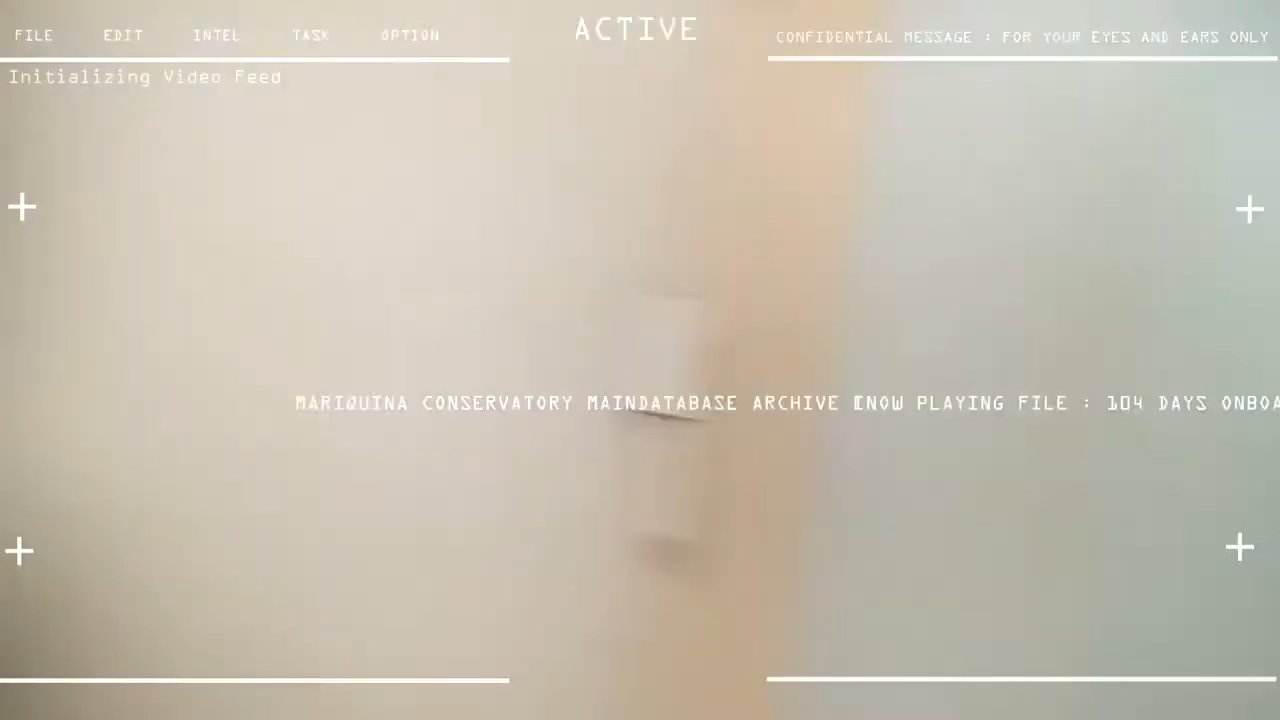 FILE EDIT INTEL TASK OPTION
ACTIVE
CONFIDENTIAL MESSAGE : FOR YOUR EYES AND EARS ONLY
Initializing Video Feed
MARIQUINA CONSERVATORY MAINDATABASE ARCHIVE [NOW PLAYING FILE : 104 DAYS